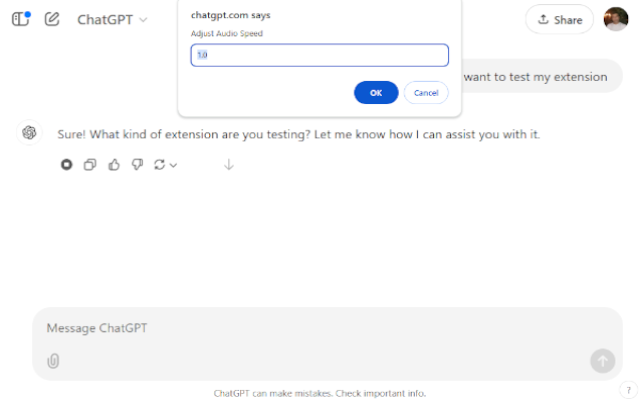 chatgpt.com says
Adjust Audio Speed
1.0
OK
Cancel
ChatGPT
Share
want to test my extension
Sure! What kind of extension are you testing? Let me know how I can assist you with it.
Message ChatGPT
ChatGPT can make mistakes. Check important info.
?